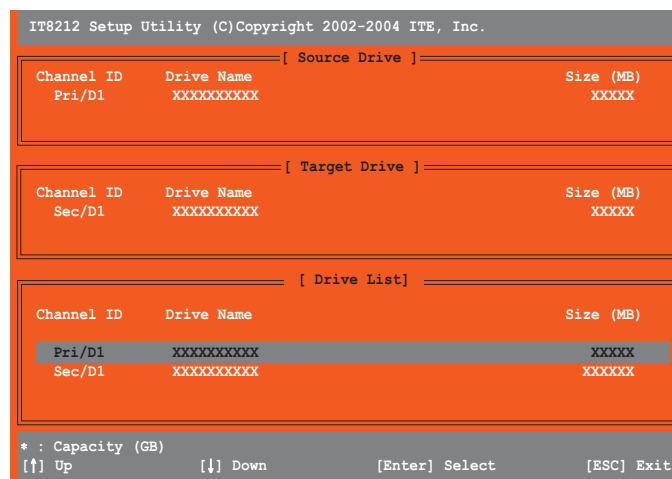 IT8212 Setup Utility (C)Copyright 2002-2004 ITE, Inc.
[ Source Drive ]
Channel ID Drive Name Size (MB)
Pri/D1 XXXXXXXXXX XXXXX
[ Target Drive ]
Channel ID Drive Name Size (MB)
Sec/D1 XXXXXXXXXX XXXXX
[ Drive List]
Channel ID Drive Name Size (MB)
Pri/D1 XXXXXXXXXX XXXXX
Sec/D1 XXXXXXXXXX XXXXXX
* : Capacity (GB)
[↑] Up [↓] Down [Enter] Select [ESC] Exit